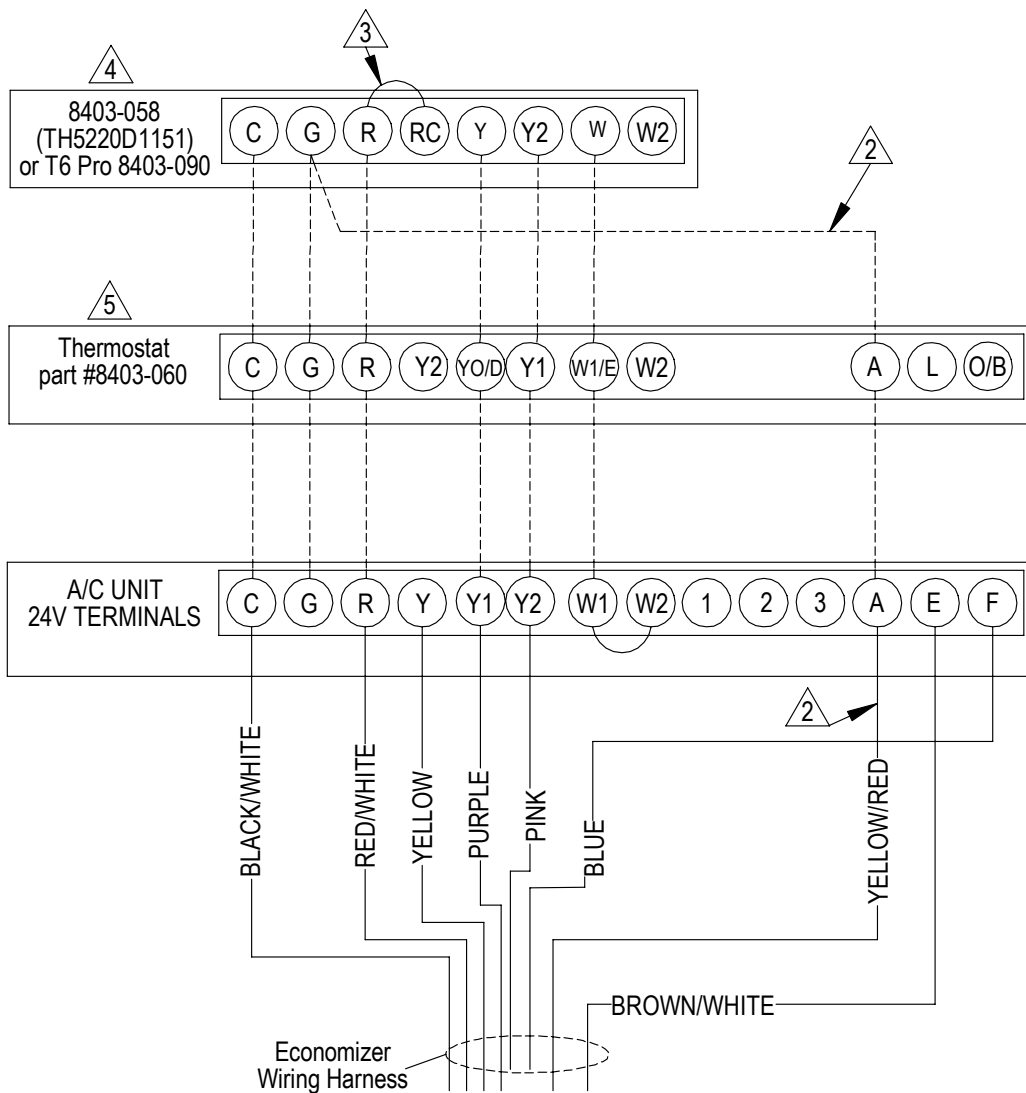 3
4
8403-058
(TH5220D1151)
or T6 Pro 8403-090
C G R RC Y Y2 W W2
2
5
Thermostat
part #8403-060
C G R Y2 YO/D Y1 W1/E W2 A L O/B
A/C UNIT
24V TERMINALS
C G R Y Y1 Y2 W1 W2 1 2 3 A E F
2
BLACK/WHITE
RED/WHITE
YELLOW
PURPLE
PINK
BLUE
YELLOW/RED
BROWN/WHITE
Economizer
Wiring Harness